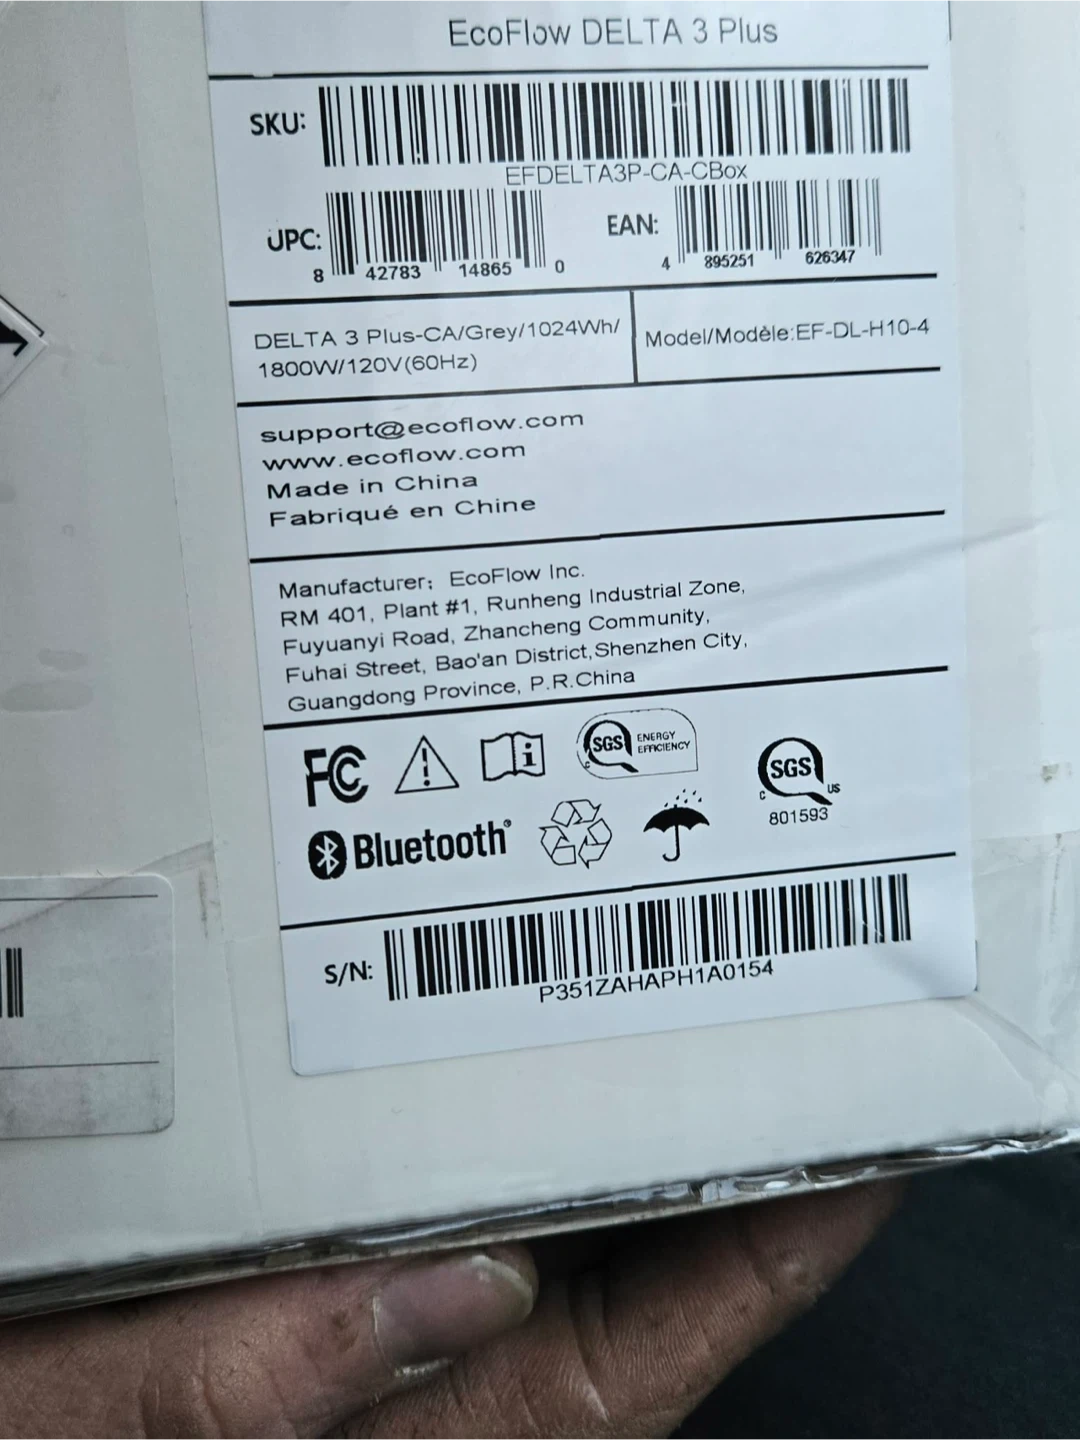 EcoFlow DELTA 3 Plus
SKU:
EFDELTA3P-CA-CBox
UPC:
8 42783 14865 0
EAN:
4 895251 626347
DELTA 3 Plus-CA/Grey/1024Wh/
1800W/120V(60Hz)
Model/Modèle:EF-DL-H10-4
support@ecoflow.com
www.ecoflow.com
Made in China
Fabriqué en Chine
Manufacturer: EcoFlow Inc.
RM 401, Plant #1, Runheng Industrial Zone,
Fuyuanyi Road, Zhancheng Community,
Fuhai Street, Bao'an District,Shenzhen City,
Guangdong Province, P.R.China
FC
SGS
C
ENERGY
EFFICIENCY
SGS
C US
801593
Bluetooth®
S/N:
P351ZAHAPH1A0154